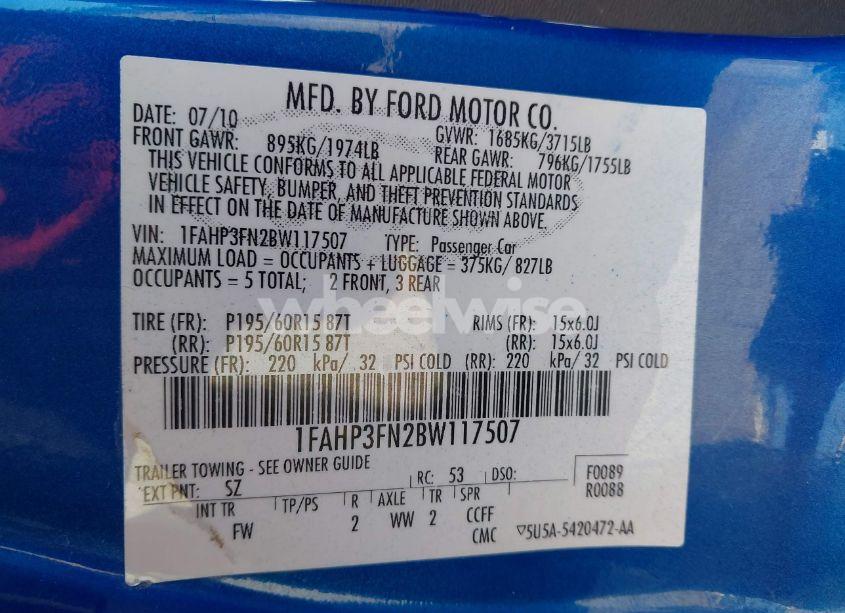 MFD. BY FORD MOTOR CO.
DATE: 07/10 GVWR: 1685KG/3715LB
FRONT GAWR: 895KG/1974LB REAR GAWR: 796KG/1755LB
THIS VEHICLE CONFORMS TO ALL APPLICABLE FEDERAL MOTOR
VEHICLE SAFETY, BUMPER, AND THEFT PREVENTION STANDARDS
IN EFFECT ON THE DATE OF MANUFACTURE SHOWN ABOVE.
VIN: 1FAHP3FN2BW117507 TYPE: Passenger Car
MAXIMUM LOAD = OCCUPANTS + LUGGAGE = 375KG/ 827LB
OCCUPANTS = 5 TOTAL; 2 FRONT, 3 REAR
wheelwise
TIRE (FR): P195/60R15 87T RIMS (FR): 15x6.0J
(RR): P195/60R15 87T (RR): 15x6.0J
PRESSURE (FR): 220 kPa/ 32 PSI COLD (RR): 220 kPa/ 32 PSI COLD
1FAHP3FN2BW117507
TRAILER TOWING - SEE OWNER GUIDE
EXT PNT: SZ RC: 53 DSO: F0089
R0088
INT TR TP/PS R AXLE TR SPR
FW 2 WW 2 CCFF
CMC 5U5A-5420472-AA